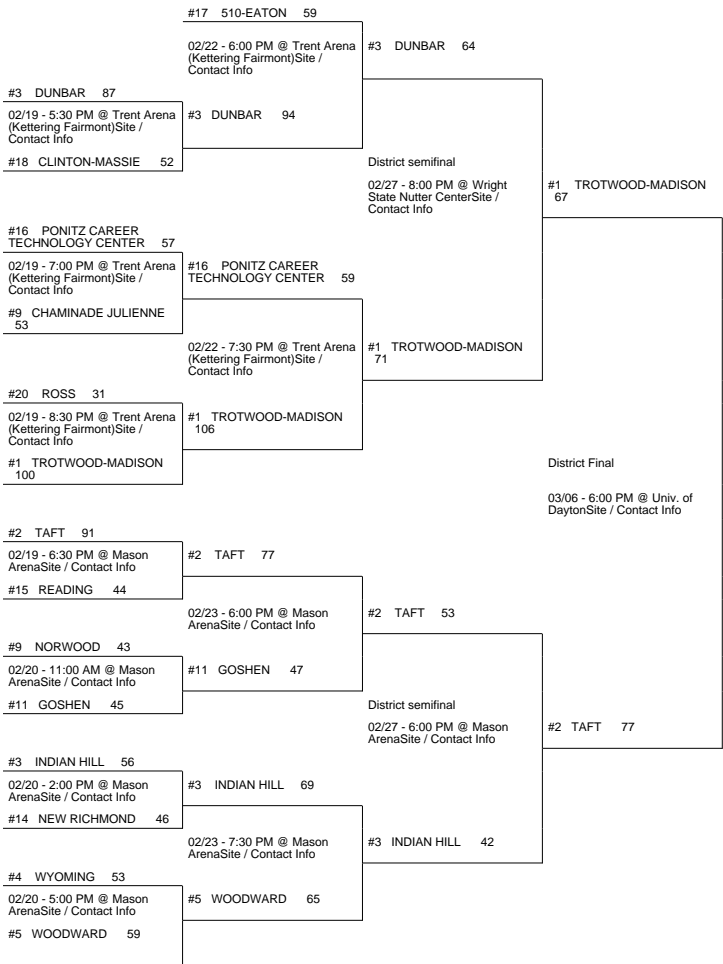 #17 510-EATON 59
02/22 - 6:00 PM @ Trent Arena
(Kettering Fairmont)Site /
Contact Info
#3 DUNBAR 64
#3 DUNBAR 87
02/19 - 5:30 PM @ Trent Arena
(Kettering Fairmont)Site /
Contact Info
#3 DUNBAR 94
#18 CLINTON-MASSIE 52
District semifinal
02/27 - 8:00 PM @ Wright
State Nutter CenterSite /
Contact Info
#1 TROTWOOD-MADISON
67
#16 PONITZ CAREER
TECHNOLOGY CENTER 57
02/19 - 7:00 PM @ Trent Arena
(Kettering Fairmont)Site /
Contact Info
#16 PONITZ CAREER
TECHNOLOGY CENTER 59
#9 CHAMINADE JULIENNE
53
02/22 - 7:30 PM @ Trent Arena
(Kettering Fairmont)Site /
Contact Info
#1 TROTWOOD-MADISON
71
#20 ROSS 31
02/19 - 8:30 PM @ Trent Arena
(Kettering Fairmont)Site /
Contact Info
#1 TROTWOOD-MADISON
106
#1 TROTWOOD-MADISON
100
District Final
03/06 - 6:00 PM @ Univ. of
DaytonSite / Contact Info
#2 TAFT 91
02/19 - 6:30 PM @ Mason
ArenaSite / Contact Info
#2 TAFT 77
#15 READING 44
02/23 - 6:00 PM @ Mason
ArenaSite / Contact Info
#2 TAFT 53
#9 NORWOOD 43
02/20 - 11:00 AM @ Mason
ArenaSite / Contact Info
#11 GOSHEN 47
#11 GOSHEN 45
District semifinal
02/27 - 6:00 PM @ Mason
ArenaSite / Contact Info
#2 TAFT 77
#3 INDIAN HILL 56
02/20 - 2:00 PM @ Mason
ArenaSite / Contact Info
#3 INDIAN HILL 69
#14 NEW RICHMOND 46
02/23 - 7:30 PM @ Mason
ArenaSite / Contact Info
#3 INDIAN HILL 42
#4 WYOMING 53
02/20 - 5:00 PM @ Mason
ArenaSite / Contact Info
#5 WOODWARD 65
#5 WOODWARD 59